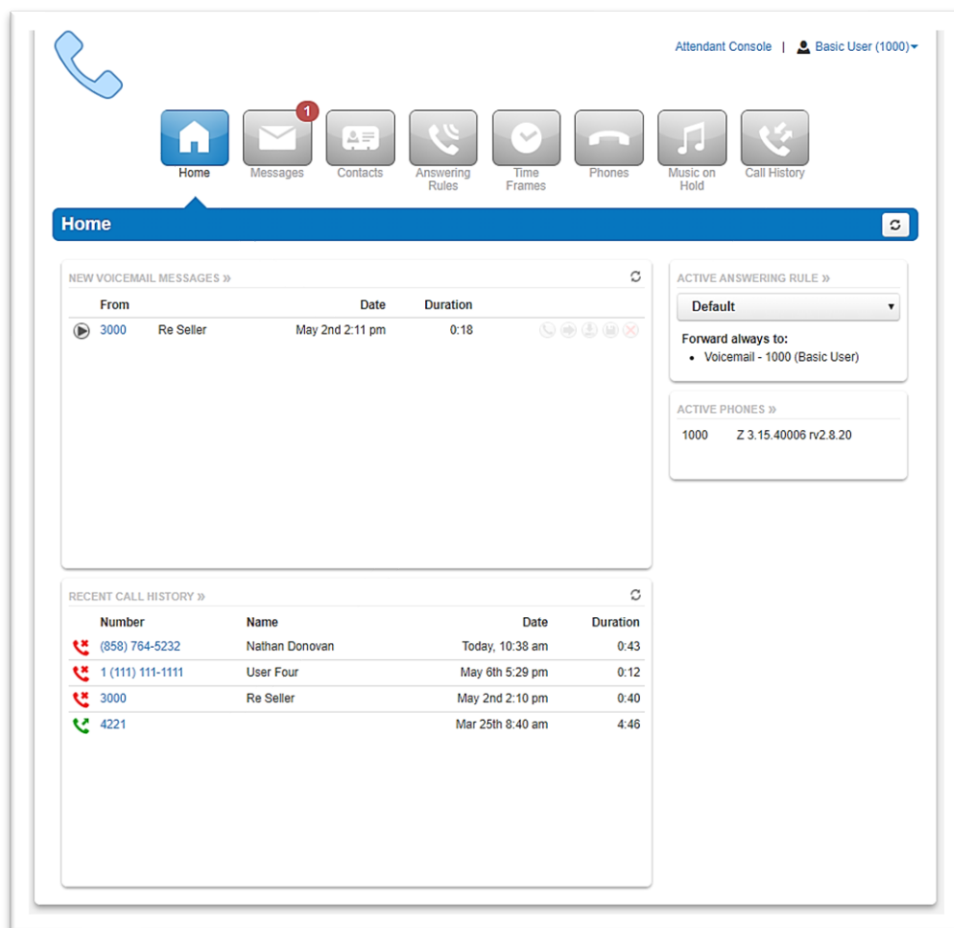 Attendant Console | Basic User (1000)
1
Home Messages Contacts Answering Rules Time Frames Phones Music on Hold Call History
Home
NEW VOICEMAIL MESSAGES »
From Date Duration
3000 Re Seller May 2nd 2:11 pm 0:18
ACTIVE ANSWERING RULE »
Default
Forward always to:
• Voicemail - 1000 (Basic User)
ACTIVE PHONES »
1000 Z 3.15.40006 rv2.8.20
RECENT CALL HISTORY »
Number Name Date Duration
(858) 764-5232 Nathan Donovan Today, 10:38 am 0:43
1 (111) 111-1111 User Four May 6th 5:29 pm 0:12
3000 Re Seller May 2nd 2:10 pm 0:40
4221 Mar 25th 8:40 am 4:46